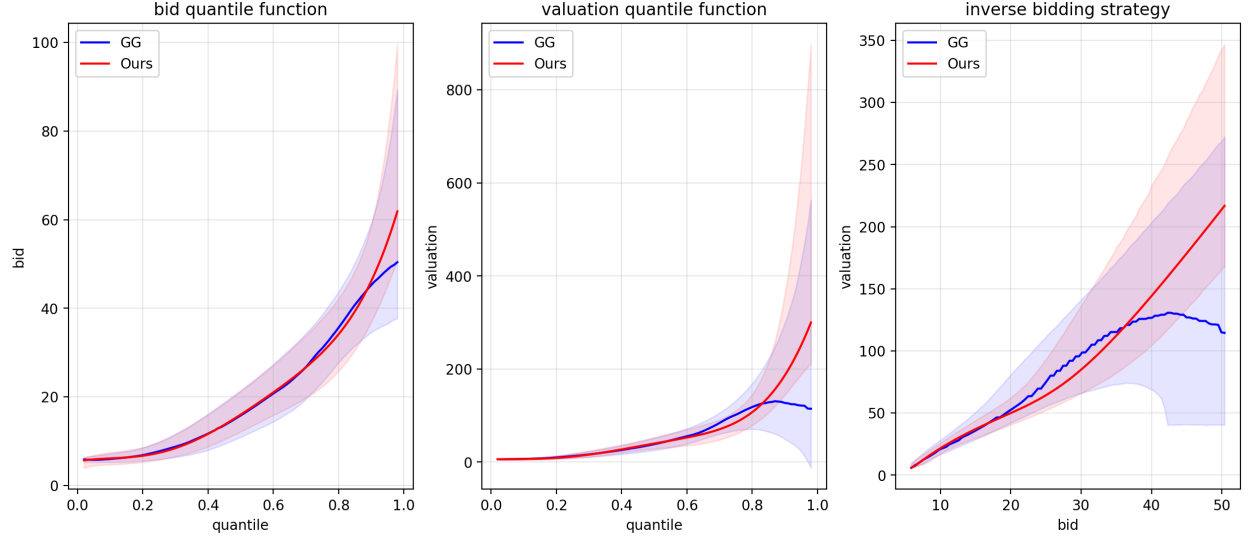 bid quantile function
GG
Ours
100
80
60
40
20
0
bid
0.0
0.2
0.4
0.6
0.8
1.0
quantile
valuation quantile function
GG
Ours
800
600
400
200
0
valuation
0.0
0.2
0.4
0.6
0.8
1.0
quantile
inverse bidding strategy
GG
Ours
350
300
250
200
150
100
50
0
valuation
10
20
30
40
50
bid